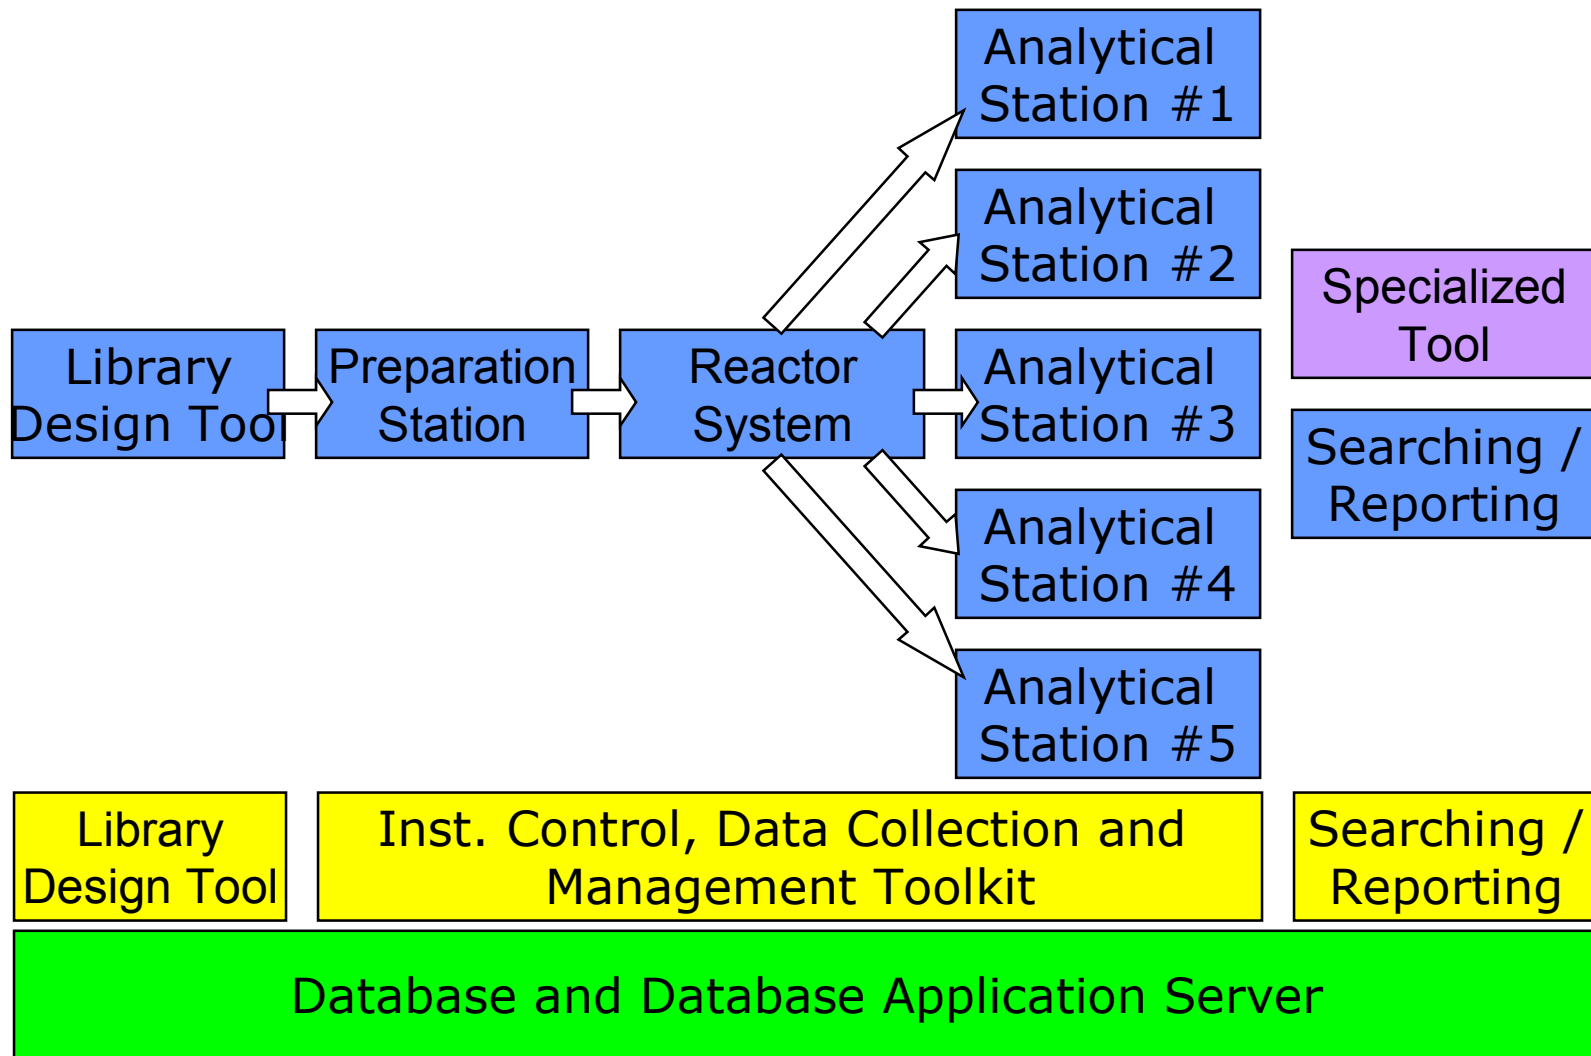 Analytical
Station #1
Analytical
Station #2
Specialized
Tool
Library
Design Tool
Preparation
Station
Reactor
System
Analytical
Station #3
Searching /
Reporting
Analytical
Station #4
Analytical
Station #5
Library
Design Tool
Inst. Control, Data Collection and
Management Toolkit
Searching /
Reporting
Database and Database Application Server